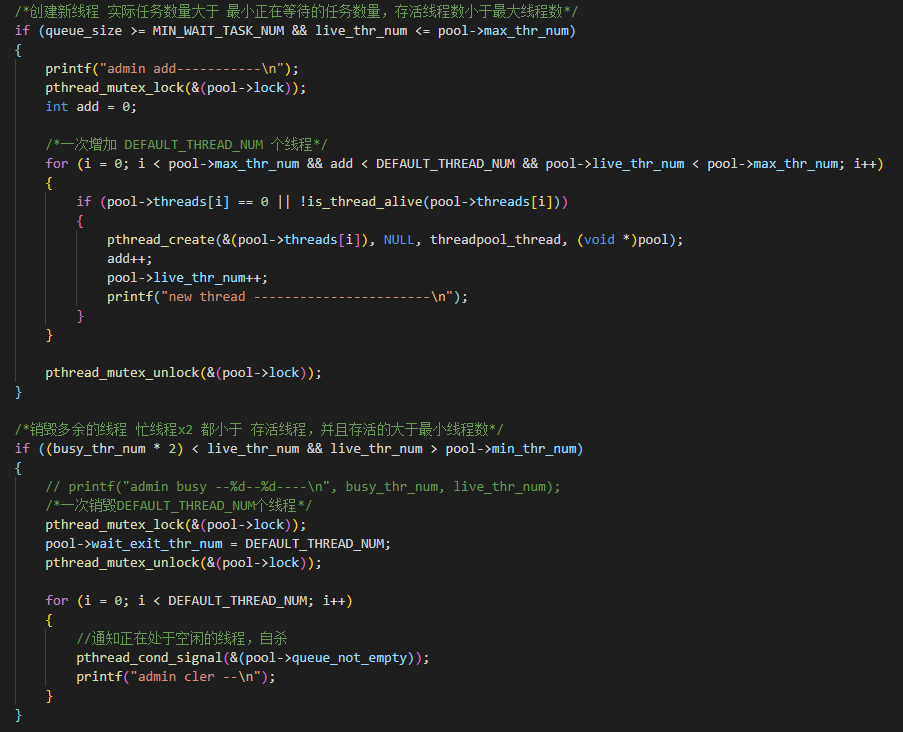 /*创建新线程 实际任务数量大于 最小正在等待的任务数量，存活线程数小于最大线程数*/
if (queue_size >= MIN_WAIT_TASK_NUM && live_thr_num <= pool->max_thr_num)
{
    printf("admin add-----------\n");
    pthread_mutex_lock(&(pool->lock));
    int add = 0;

    /*一次增加 DEFAULT_THREAD_NUM 个线程*/
    for (i = 0; i < pool->max_thr_num && add < DEFAULT_THREAD_NUM && pool->live_thr_num < pool->max_thr_num; i++)
    {
        if (pool->threads[i] == 0 || !is_thread_alive(pool->threads[i]))
        {
            pthread_create(&(pool->threads[i]), NULL, threadpool_thread, (void *)pool);
            add++;
            pool->live_thr_num++;
            printf("new thread -----------------------\n");
        }
    }

    pthread_mutex_unlock(&(pool->lock));
}

/*销毁多余的线程 忙线程x2 都小于 存活线程，并且存活的大于最小线程数*/
if ((busy_thr_num * 2) < live_thr_num && live_thr_num > pool->min_thr_num)
{
    // printf("admin busy --%d--%d----\n", busy_thr_num, live_thr_num);
    /*一次销毁DEFAULT_THREAD_NUM个线程*/
    pthread_mutex_lock(&(pool->lock));
    pool->wait_exit_thr_num = DEFAULT_THREAD_NUM;
    pthread_mutex_unlock(&(pool->lock));

    for (i = 0; i < DEFAULT_THREAD_NUM; i++)
    {
        //通知正在处于空闲的线程，自杀
        pthread_cond_signal(&(pool->queue_not_empty));
        printf("admin cler --\n");
    }
}